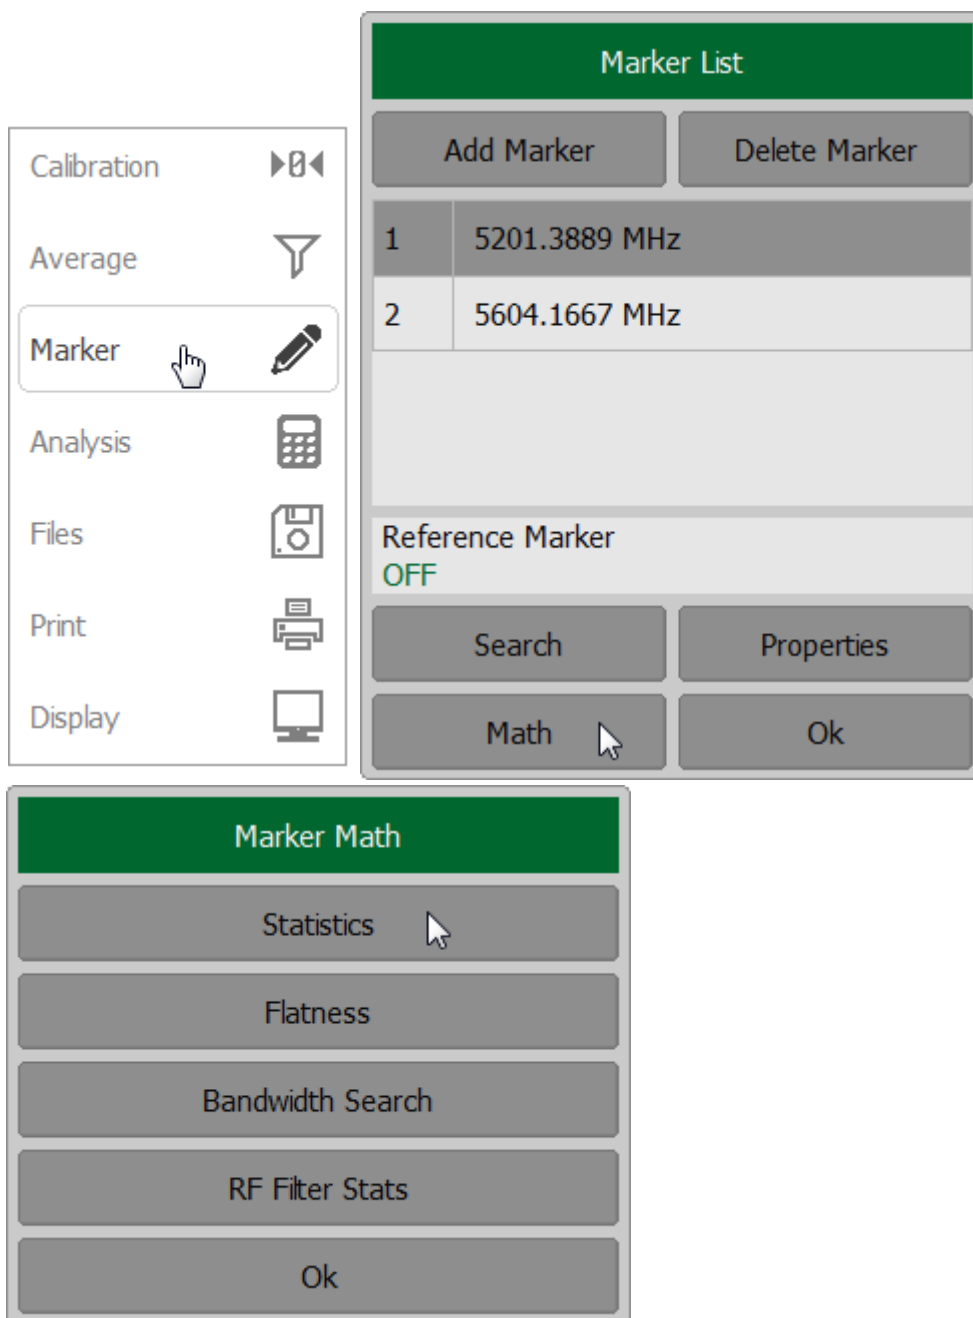 Calibration
Average
Marker
Analysis
Files
Print
Display
Marker List
Add Marker Delete Marker
1 5201.3889 MHz
2 5604.1667 MHz
Reference Marker
OFF
Search Properties
Math Ok
Marker Math
Statistics
Flatness
Bandwidth Search
RF Filter Stats
Ok